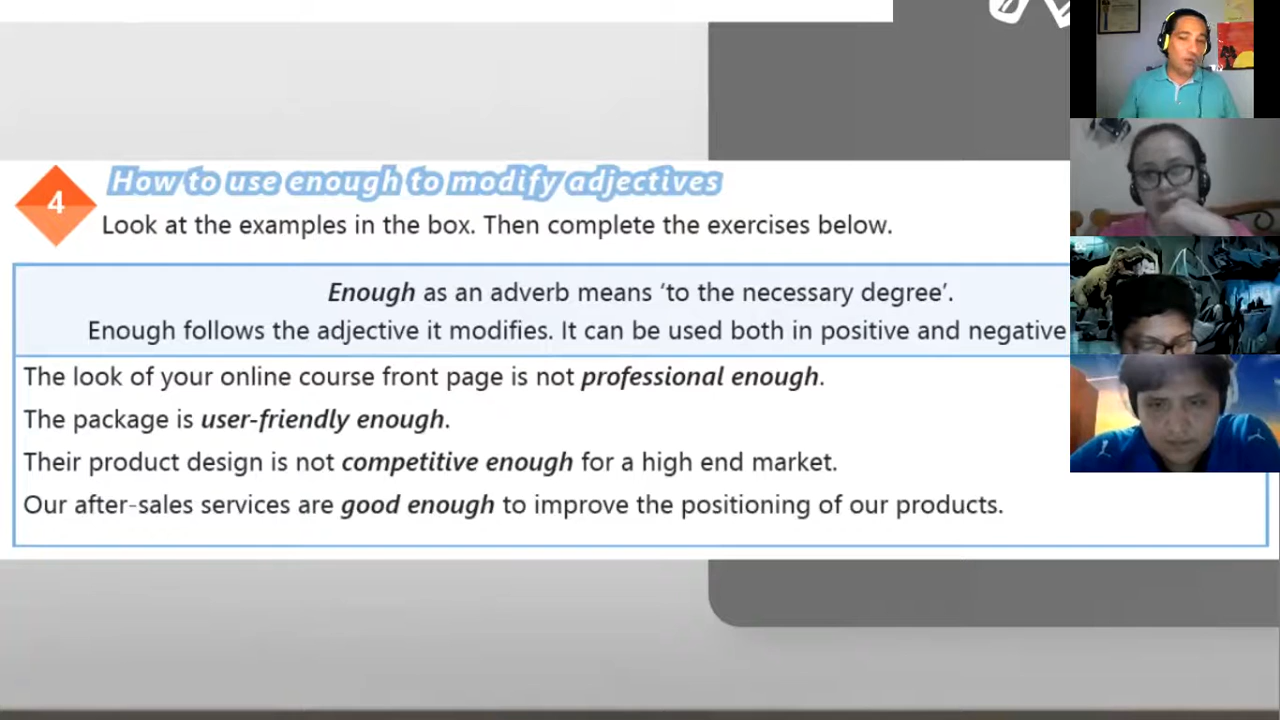 4
How to use enough to modify adjectives
Look at the examples in the box. Then complete the exercises below.
Enough as an adverb means ‘to the necessary degree’.
Enough follows the adjective it modifies. It can be used both in positive and negative
The look of your online course front page is not professional enough.
The package is user-friendly enough.
Their product design is not competitive enough for a high end market.
Our after-sales services are good enough to improve the positioning of our products.